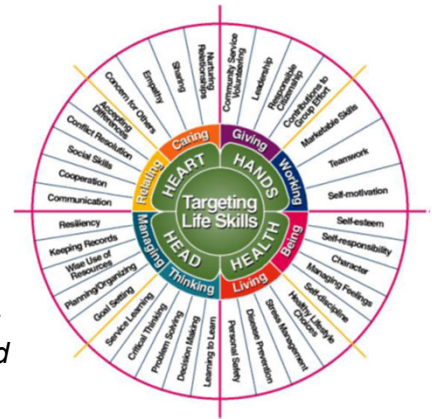 Nurturing
Relationships
Sharing
Empathy
Concern for Others
Accepting
Differences
Conflict Resolution
Social Skills
Cooperation
Communication
Community Service
Volunteering
Leadership
Responsible
Citizenship
Contributions to
Group Effort
Marketable Skills
Teamwork
Self-motivation
Caring
Giving
Relating
HEART
HANDS
Working
Targeting
Life Skills
Managing
HEAD
HEALTH
Being
Thinking
Living
Resiliency
Keeping Records
Wise Use of
Resources
Planning/Organizing
Goal Setting
Service Learning
Critical Thinking
Problem Solving
Decision Making
Learning to Learn
Self-esteem
Self-responsibility
Character
Managing Feelings
Self-discipline
Healthy Lifestyle
Choices
Stress Management
Disease Prevention
Personal Safety